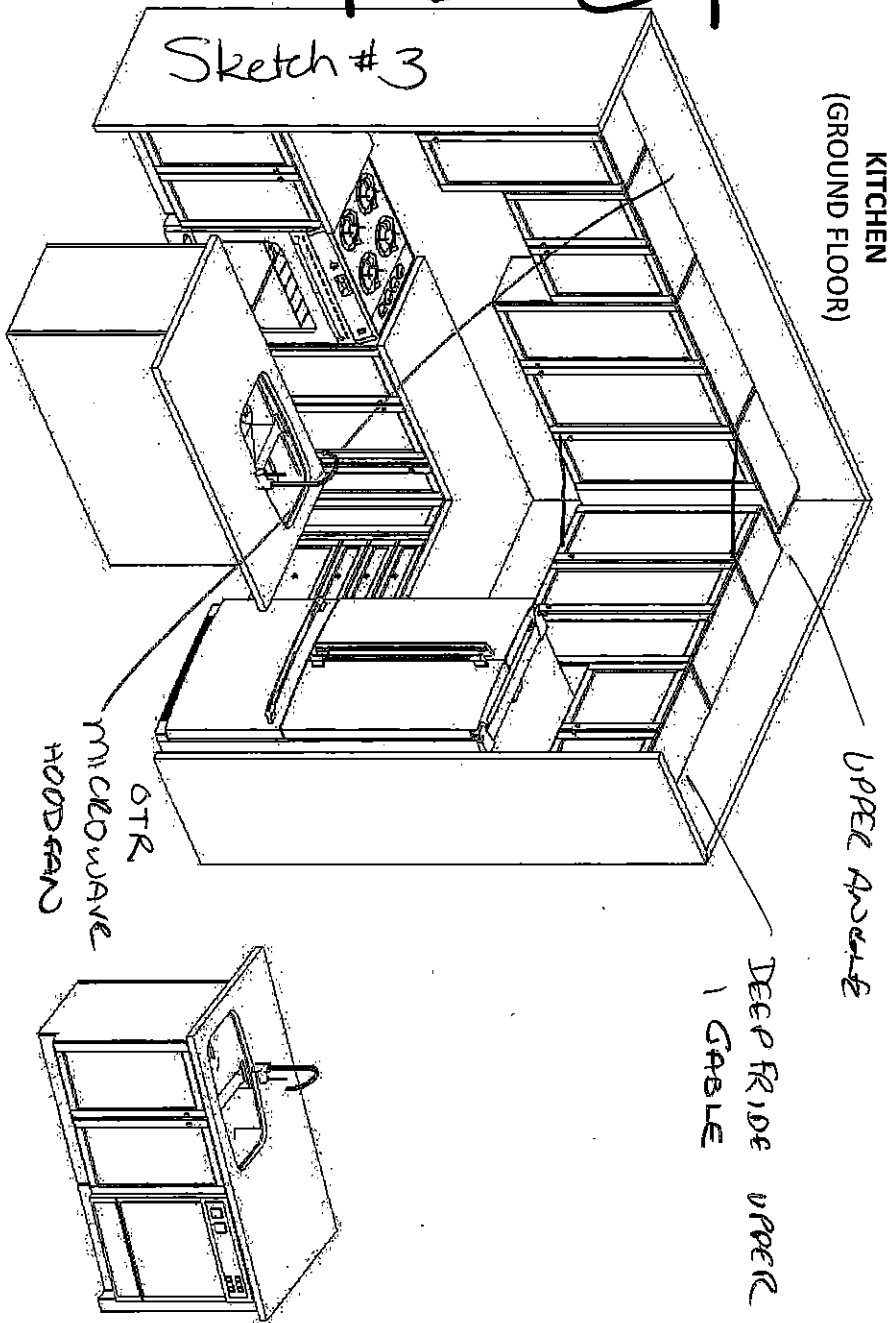 Sketch #3
KITCHEN
(GROUND FLOOR)
UPPER ANGLE
DEEP FRIDE UPPER
1 GABLE
OTR
MICROWAVE
HOODFAN